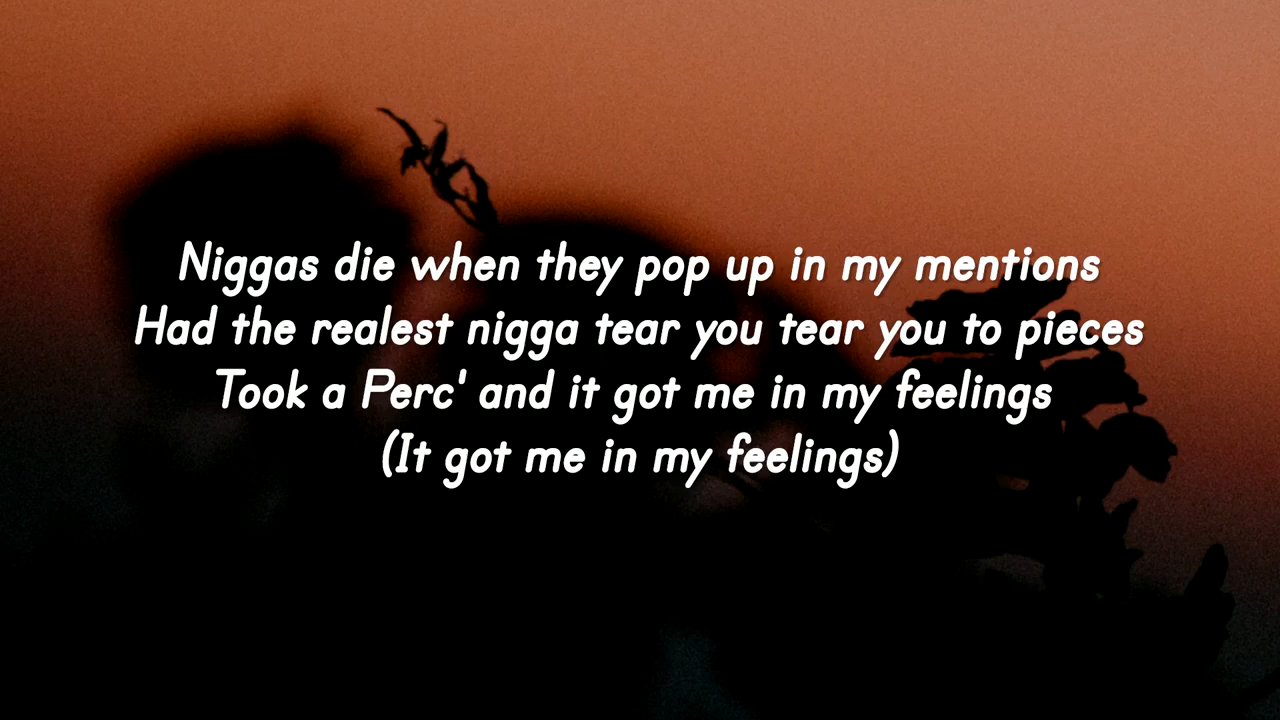 Niggas die when they pop up in my mentions
Had the realest nigga tear you tear you to pieces
Took a Perc' and it got me in my feelings
(It got me in my feelings)